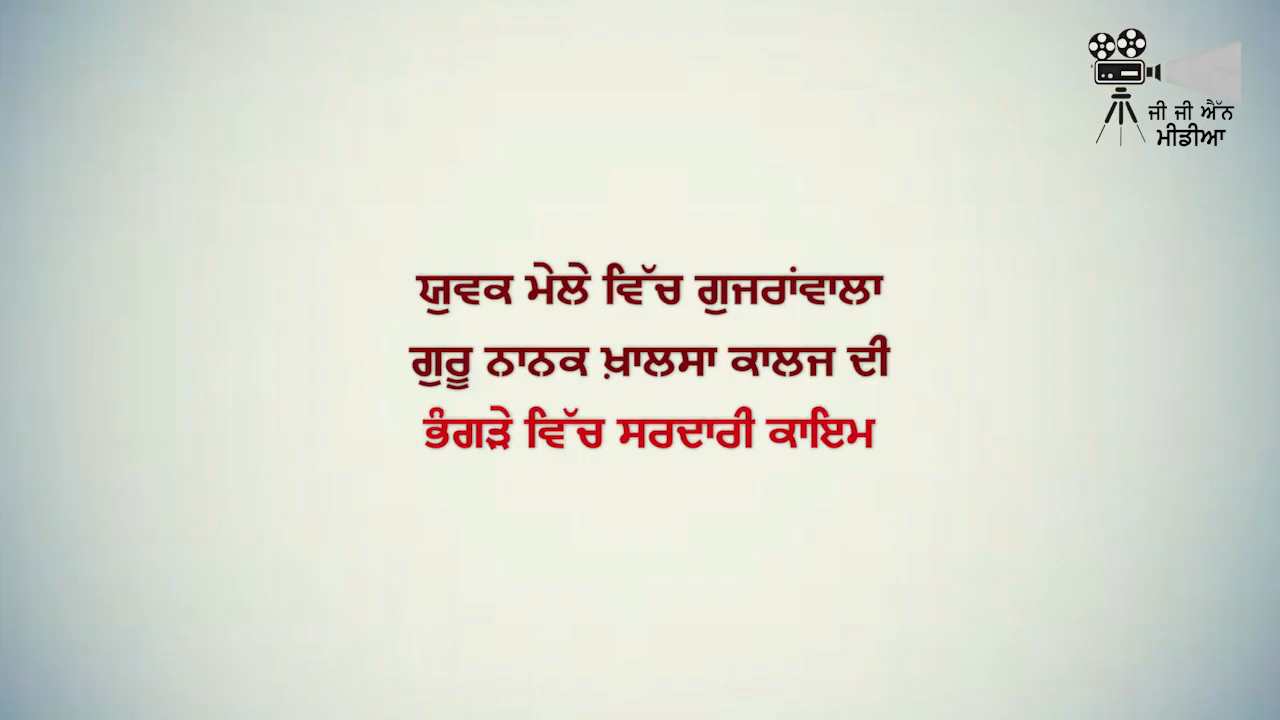 ਜੀ ਜੀ ਐੱਨ
ਮੀਡੀਆ
ਯੁਵਕ ਮੇਲੇ ਵਿੱਚ ਗੁਜਰਾਂਵਾਲਾ
ਗੁਰੂ ਨਾਨਕ ਖ਼ਾਲਸਾ ਕਾਲਜ ਦੀ
ਭੰਗੜੇ ਵਿੱਚ ਸਰਦਾਰੀ ਕਾਇਮ